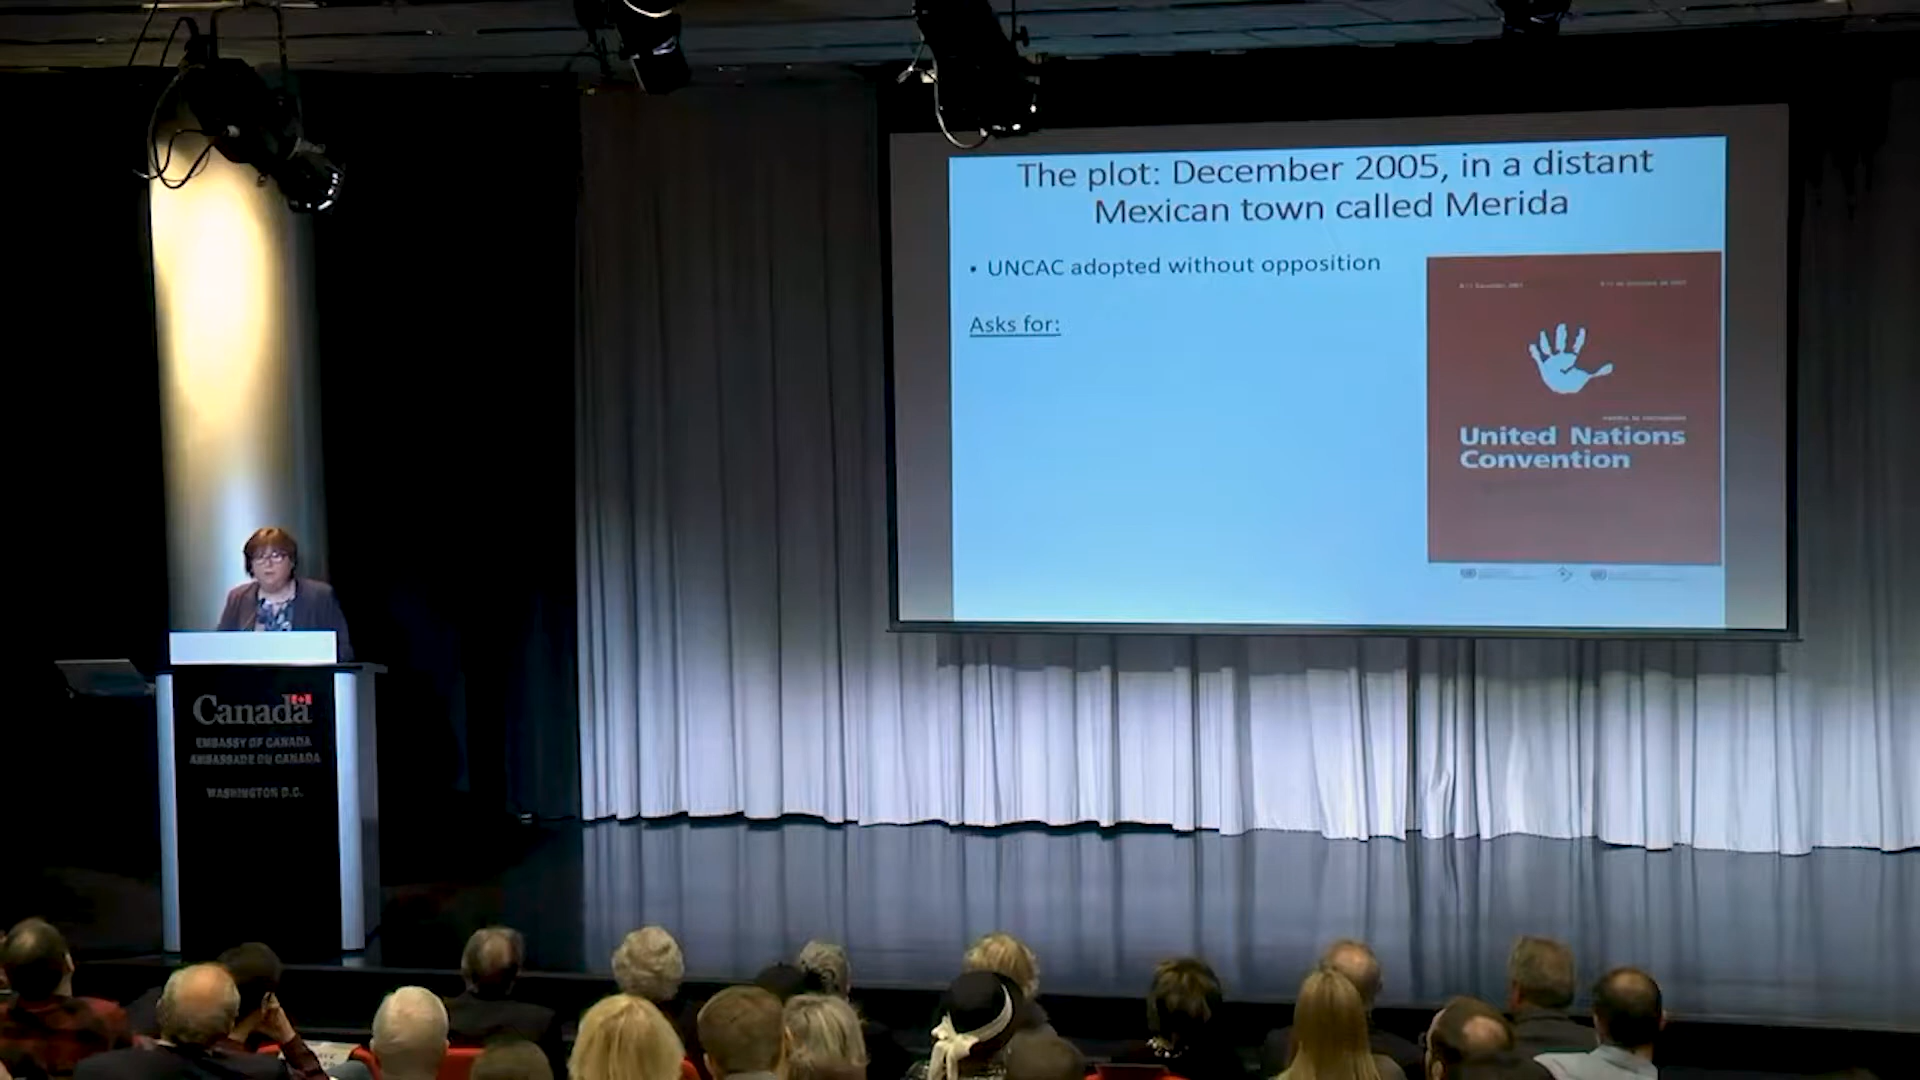 The plot: December 2005, in a distant
Mexican town called Merida
• UNCAC adopted without opposition
Asks for:
United Nations
Convention
Canada
EMBASSY OF CANADA
AMBASSADE DU CANADA
WASHINGTON D.C.